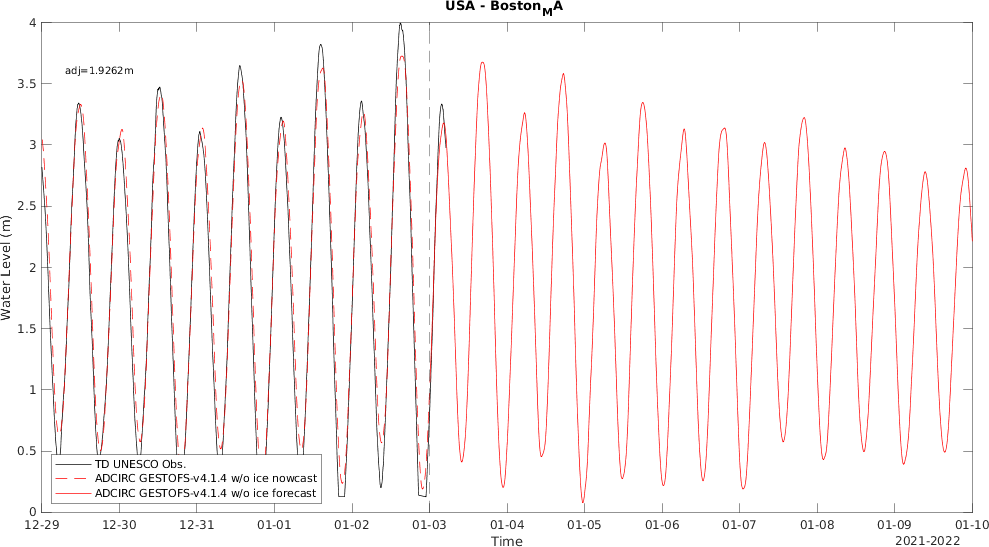 USA - Boston_MA
4
adj=1.9262m
3.5
3
2.5
2
1.5
1
0.5
0
Water Level (m)
TD UNESCO Obs.
ADCIRC GESTOFS-v4.1.4 w/o ice nowcast
ADCIRC GESTOFS-v4.1.4 w/o ice forecast
12-29 12-30 12-31 01-01 01-02 01-03 01-04 01-05 01-06 01-07 01-08 01-09 01-10
Time
2021-2022